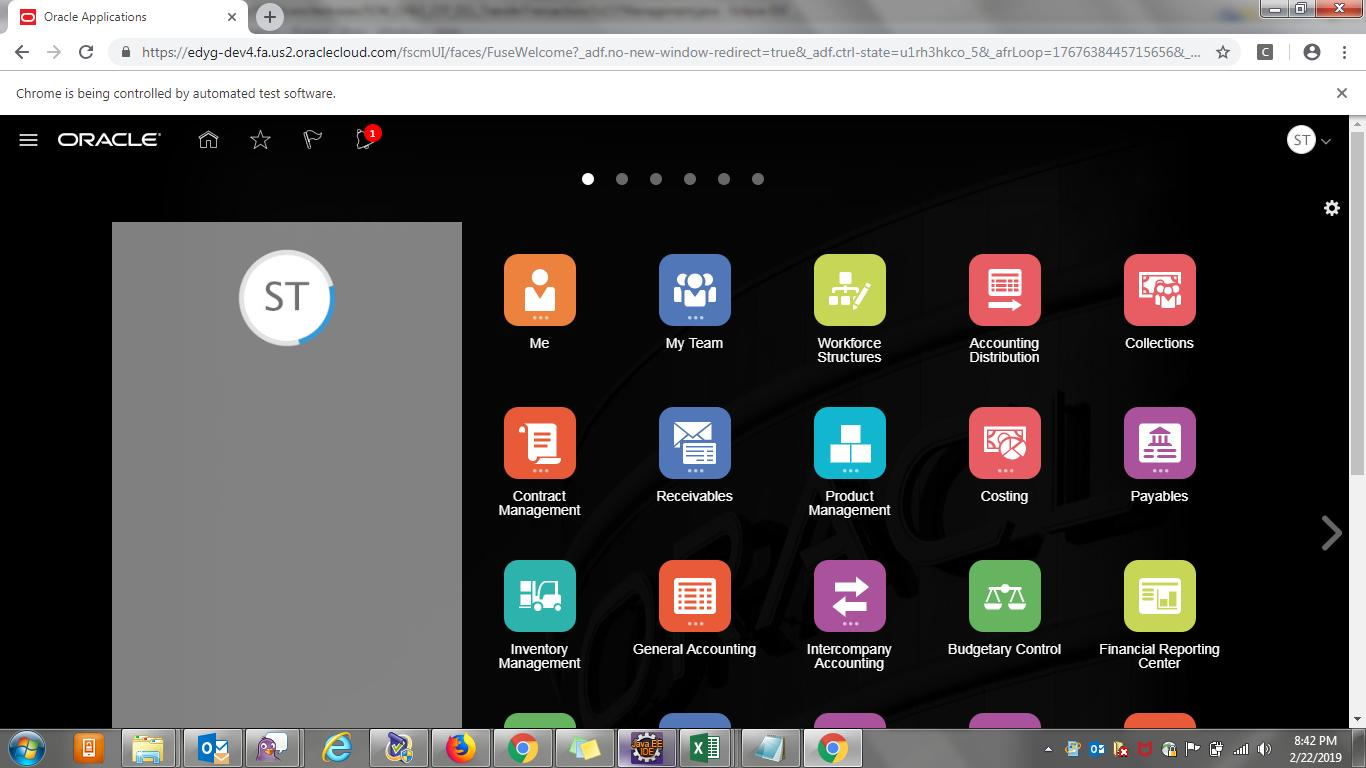 Oracle Applications
https://edyg-dev4.fa.us2.oraclecloud.com/fscmUI/faces/FuseWelcome?_adf.no-new-window-redirect=true&_adf.ctrl-state=u1rh3hkco_5&_afrLoop=1767638445715656&_...
C
Chrome is being controlled by automated test software.
ORACLE
1
ST
ST
Me
My Team
Workforce
Structures
Accounting
Distribution
Collections
Contract
Management
Receivables
Product
Management
Costing
Payables
Inventory
Management
General Accounting
Intercompany
Accounting
Budgetary Control
Financial Reporting
Center
Java EE
IDE
8:42 PM
2/22/2019